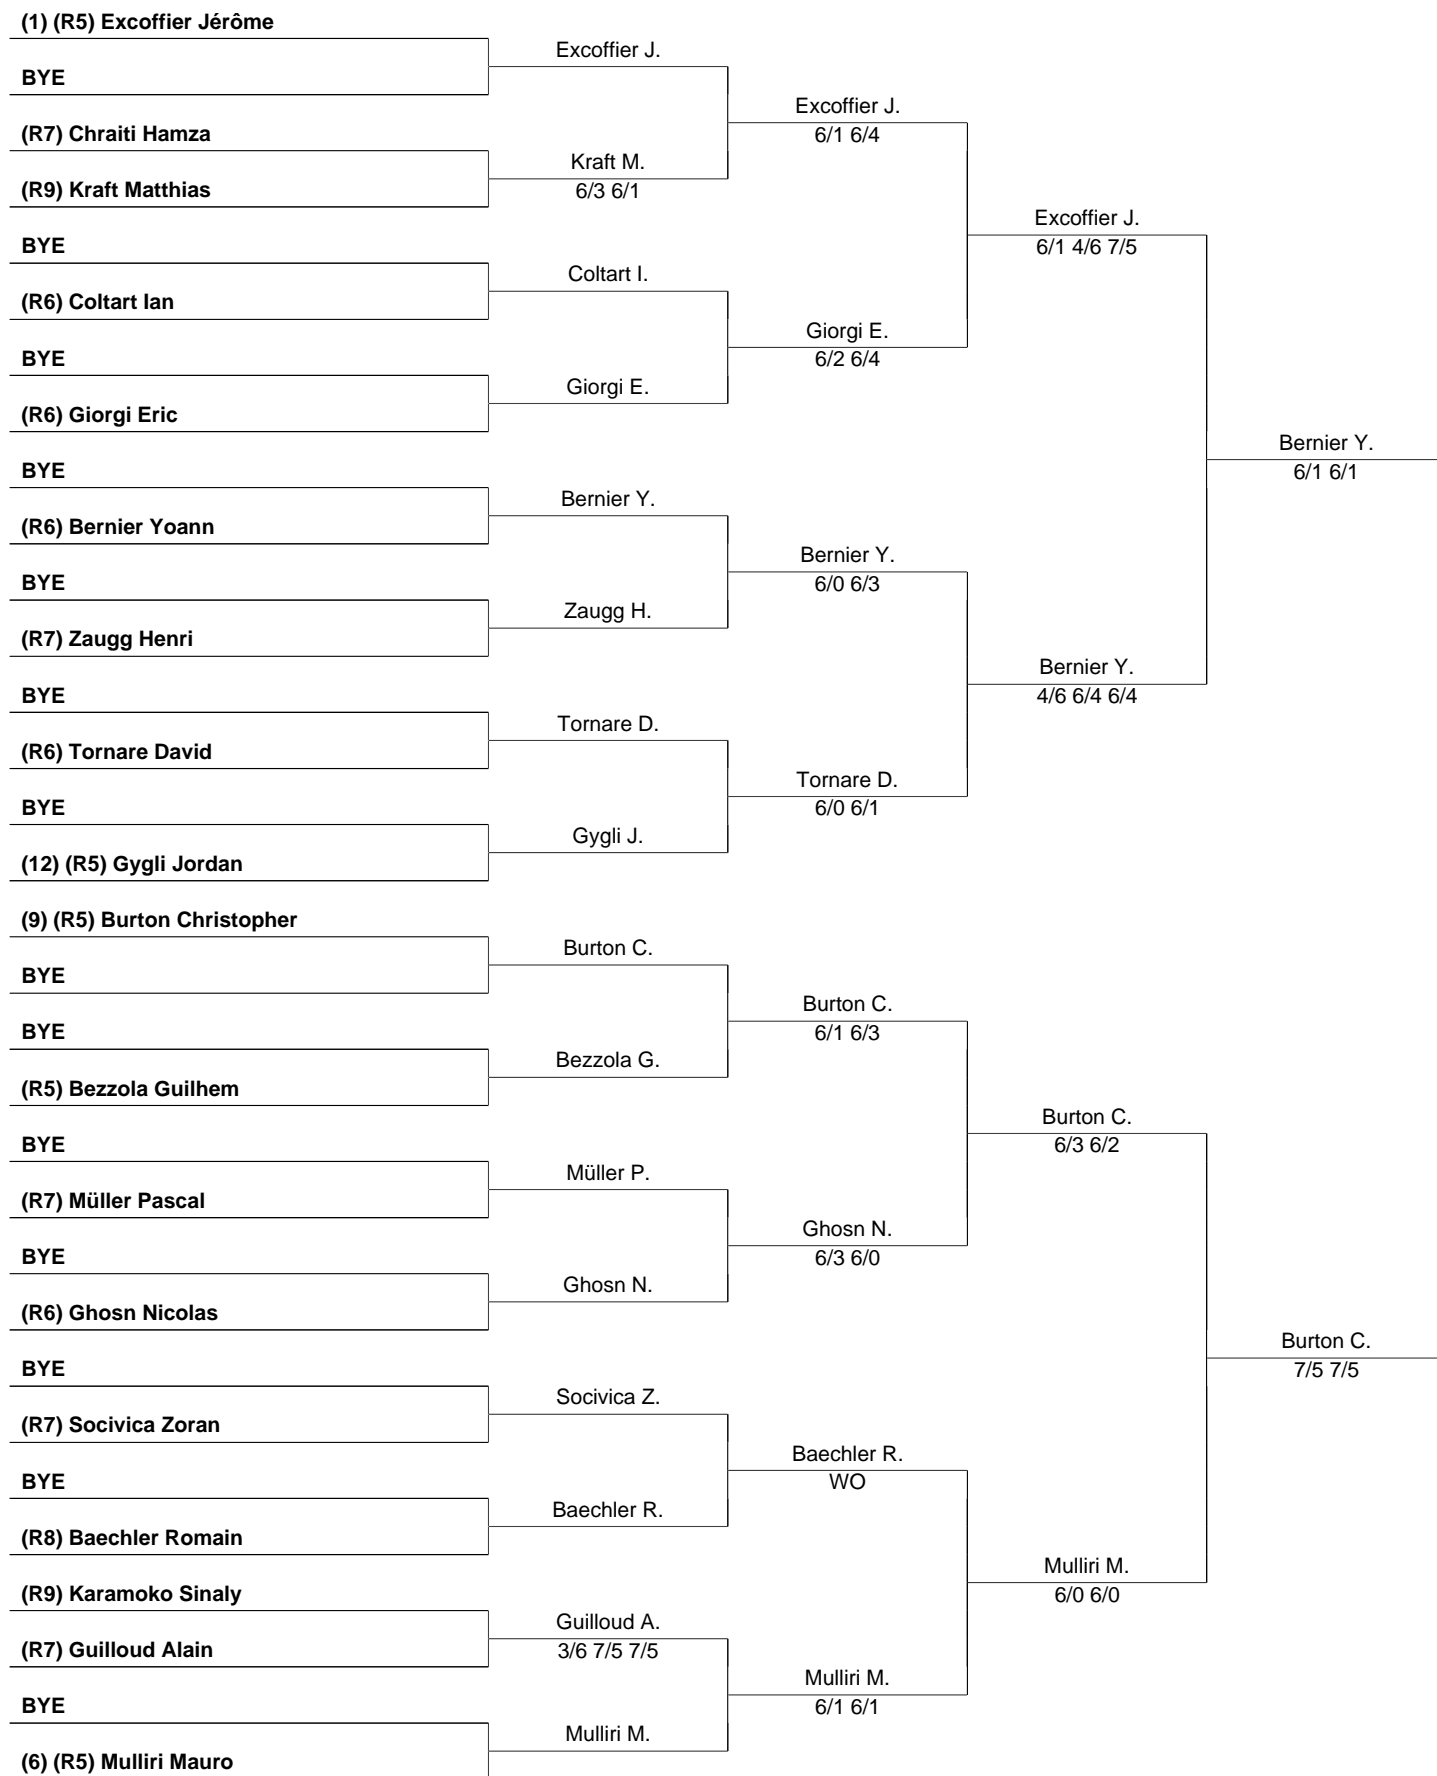 (1) (R5) Excoffier Jérôme
Excoffier J.
BYE
Excoffier J.
6/1 6/4
(R7) Chraiti Hamza
Kraft M.
6/3 6/1
(R9) Kraft Matthias
Excoffier J.
6/1 4/6 7/5
BYE
Coltart I.
(R6) Coltart Ian
Giorgi E.
6/2 6/4
BYE
Giorgi E.
(R6) Giorgi Eric
Bernier Y.
6/1 6/1
BYE
Bernier Y.
(R6) Bernier Yoann
Bernier Y.
6/0 6/3
BYE
Zaugg H.
(R7) Zaugg Henri
Bernier Y.
4/6 6/4 6/4
BYE
Tornare D.
(R6) Tornare David
Tornare D.
6/0 6/1
BYE
Gygli J.
(12) (R5) Gygli Jordan
(9) (R5) Burton Christopher
Burton C.
BYE
Burton C.
6/1 6/3
BYE
Bezzola G.
(R5) Bezzola Guilhem
Burton C.
6/3 6/2
BYE
Müller P.
(R7) Müller Pascal
Ghosn N.
6/3 6/0
BYE
Ghosn N.
(R6) Ghosn Nicolas
Burton C.
7/5 7/5
BYE
Socivica Z.
(R7) Socivica Zoran
Baechler R.
WO
BYE
Baechler R.
(R8) Baechler Romain
Mulliri M.
6/0 6/0
(R9) Karamoko Sinaly
Guilloud A.
3/6 7/5 7/5
(R7) Guilloud Alain
Mulliri M.
6/1 6/1
BYE
Mulliri M.
(6) (R5) Mulliri Mauro